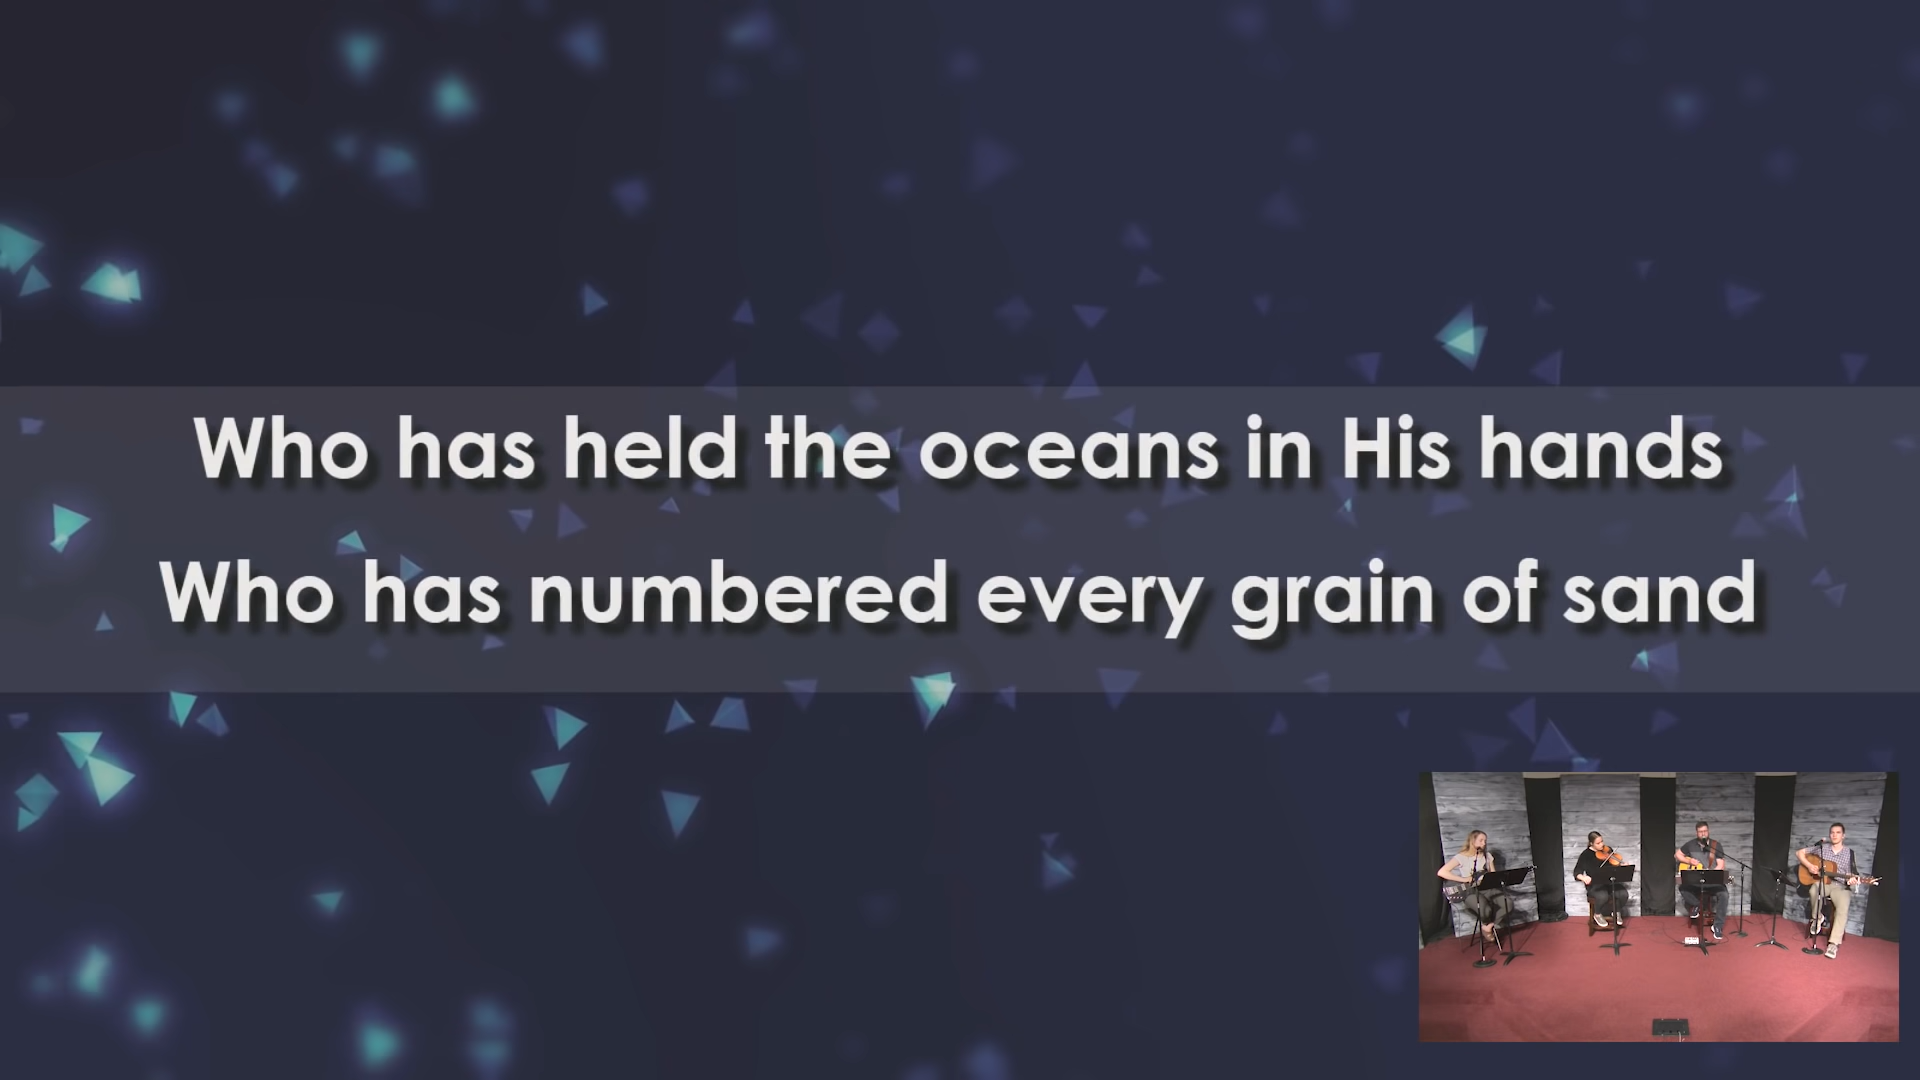 Who has held the oceans in His hands
Who has numbered every grain of sand